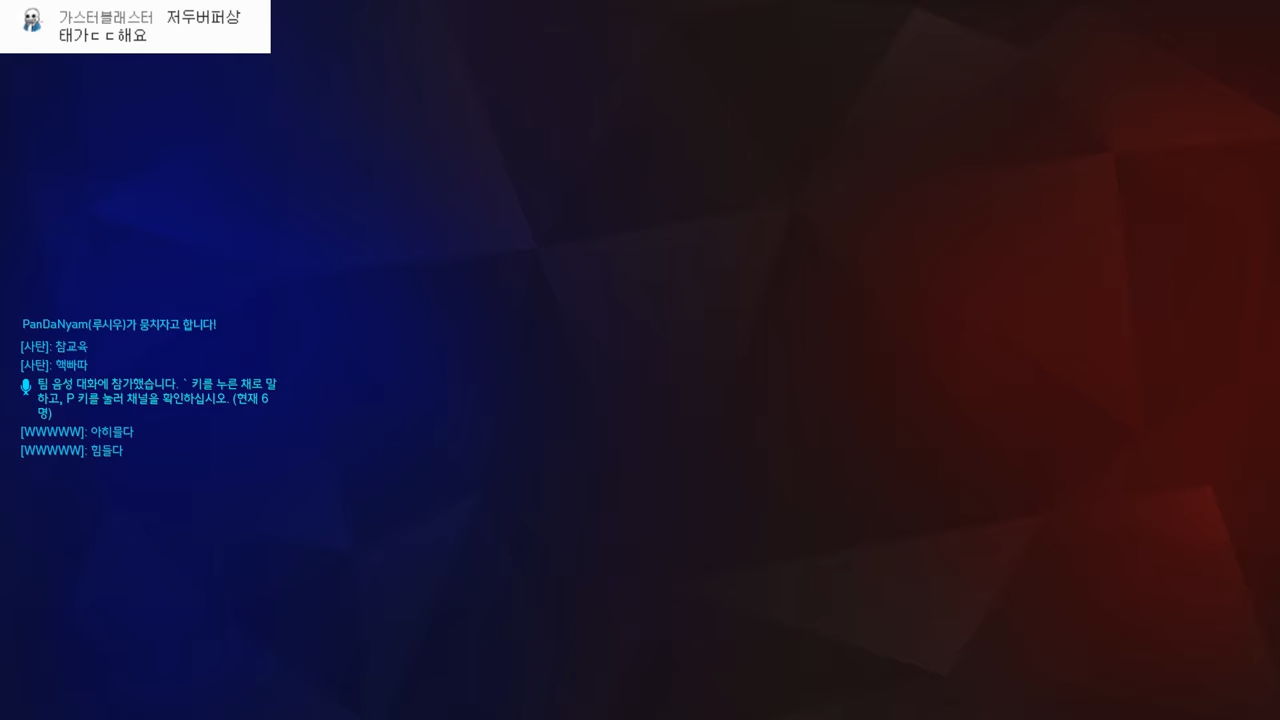 가스터블래스터 저두버퍼상
태가ㄷㄷ해요
PanDaNyam(루시우)가 뭉치자고 합니다!
[사탄]: 참교육
[사탄]: 핵빠따
팀 음성 대화에 참가했습니다. ` 키를 누른 채로 말
하고, P 키를 눌러 채널을 확인하십시오. (현재 6
명)
[WWWWW]: 아히믈다
[WWWWW]: 힘들다